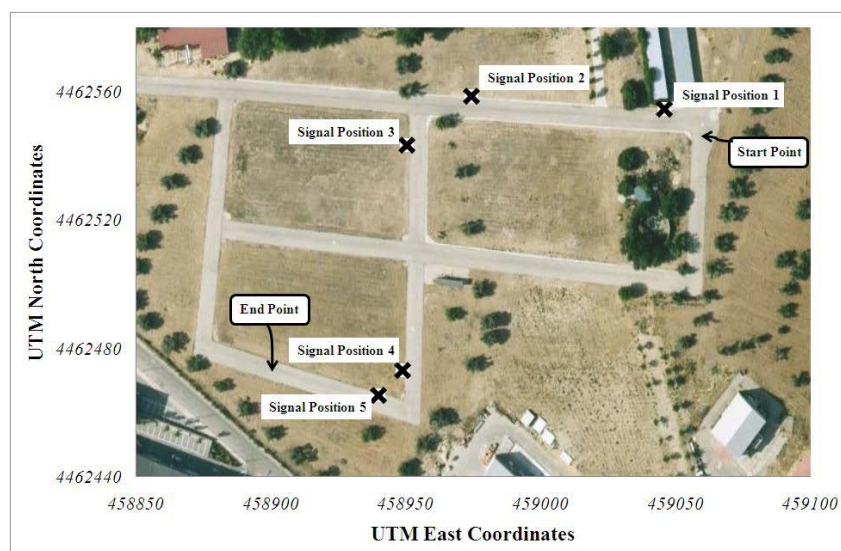 Signal Position 2
4462560
Signal Position 1
Signal Position 3
Start Point
4462520
End Point
4462480
Signal Position 4
Signal Position 5
4462440
458850 458900 458950 459000 459050 459100
UTM North Coordinates
UTM East Coordinates